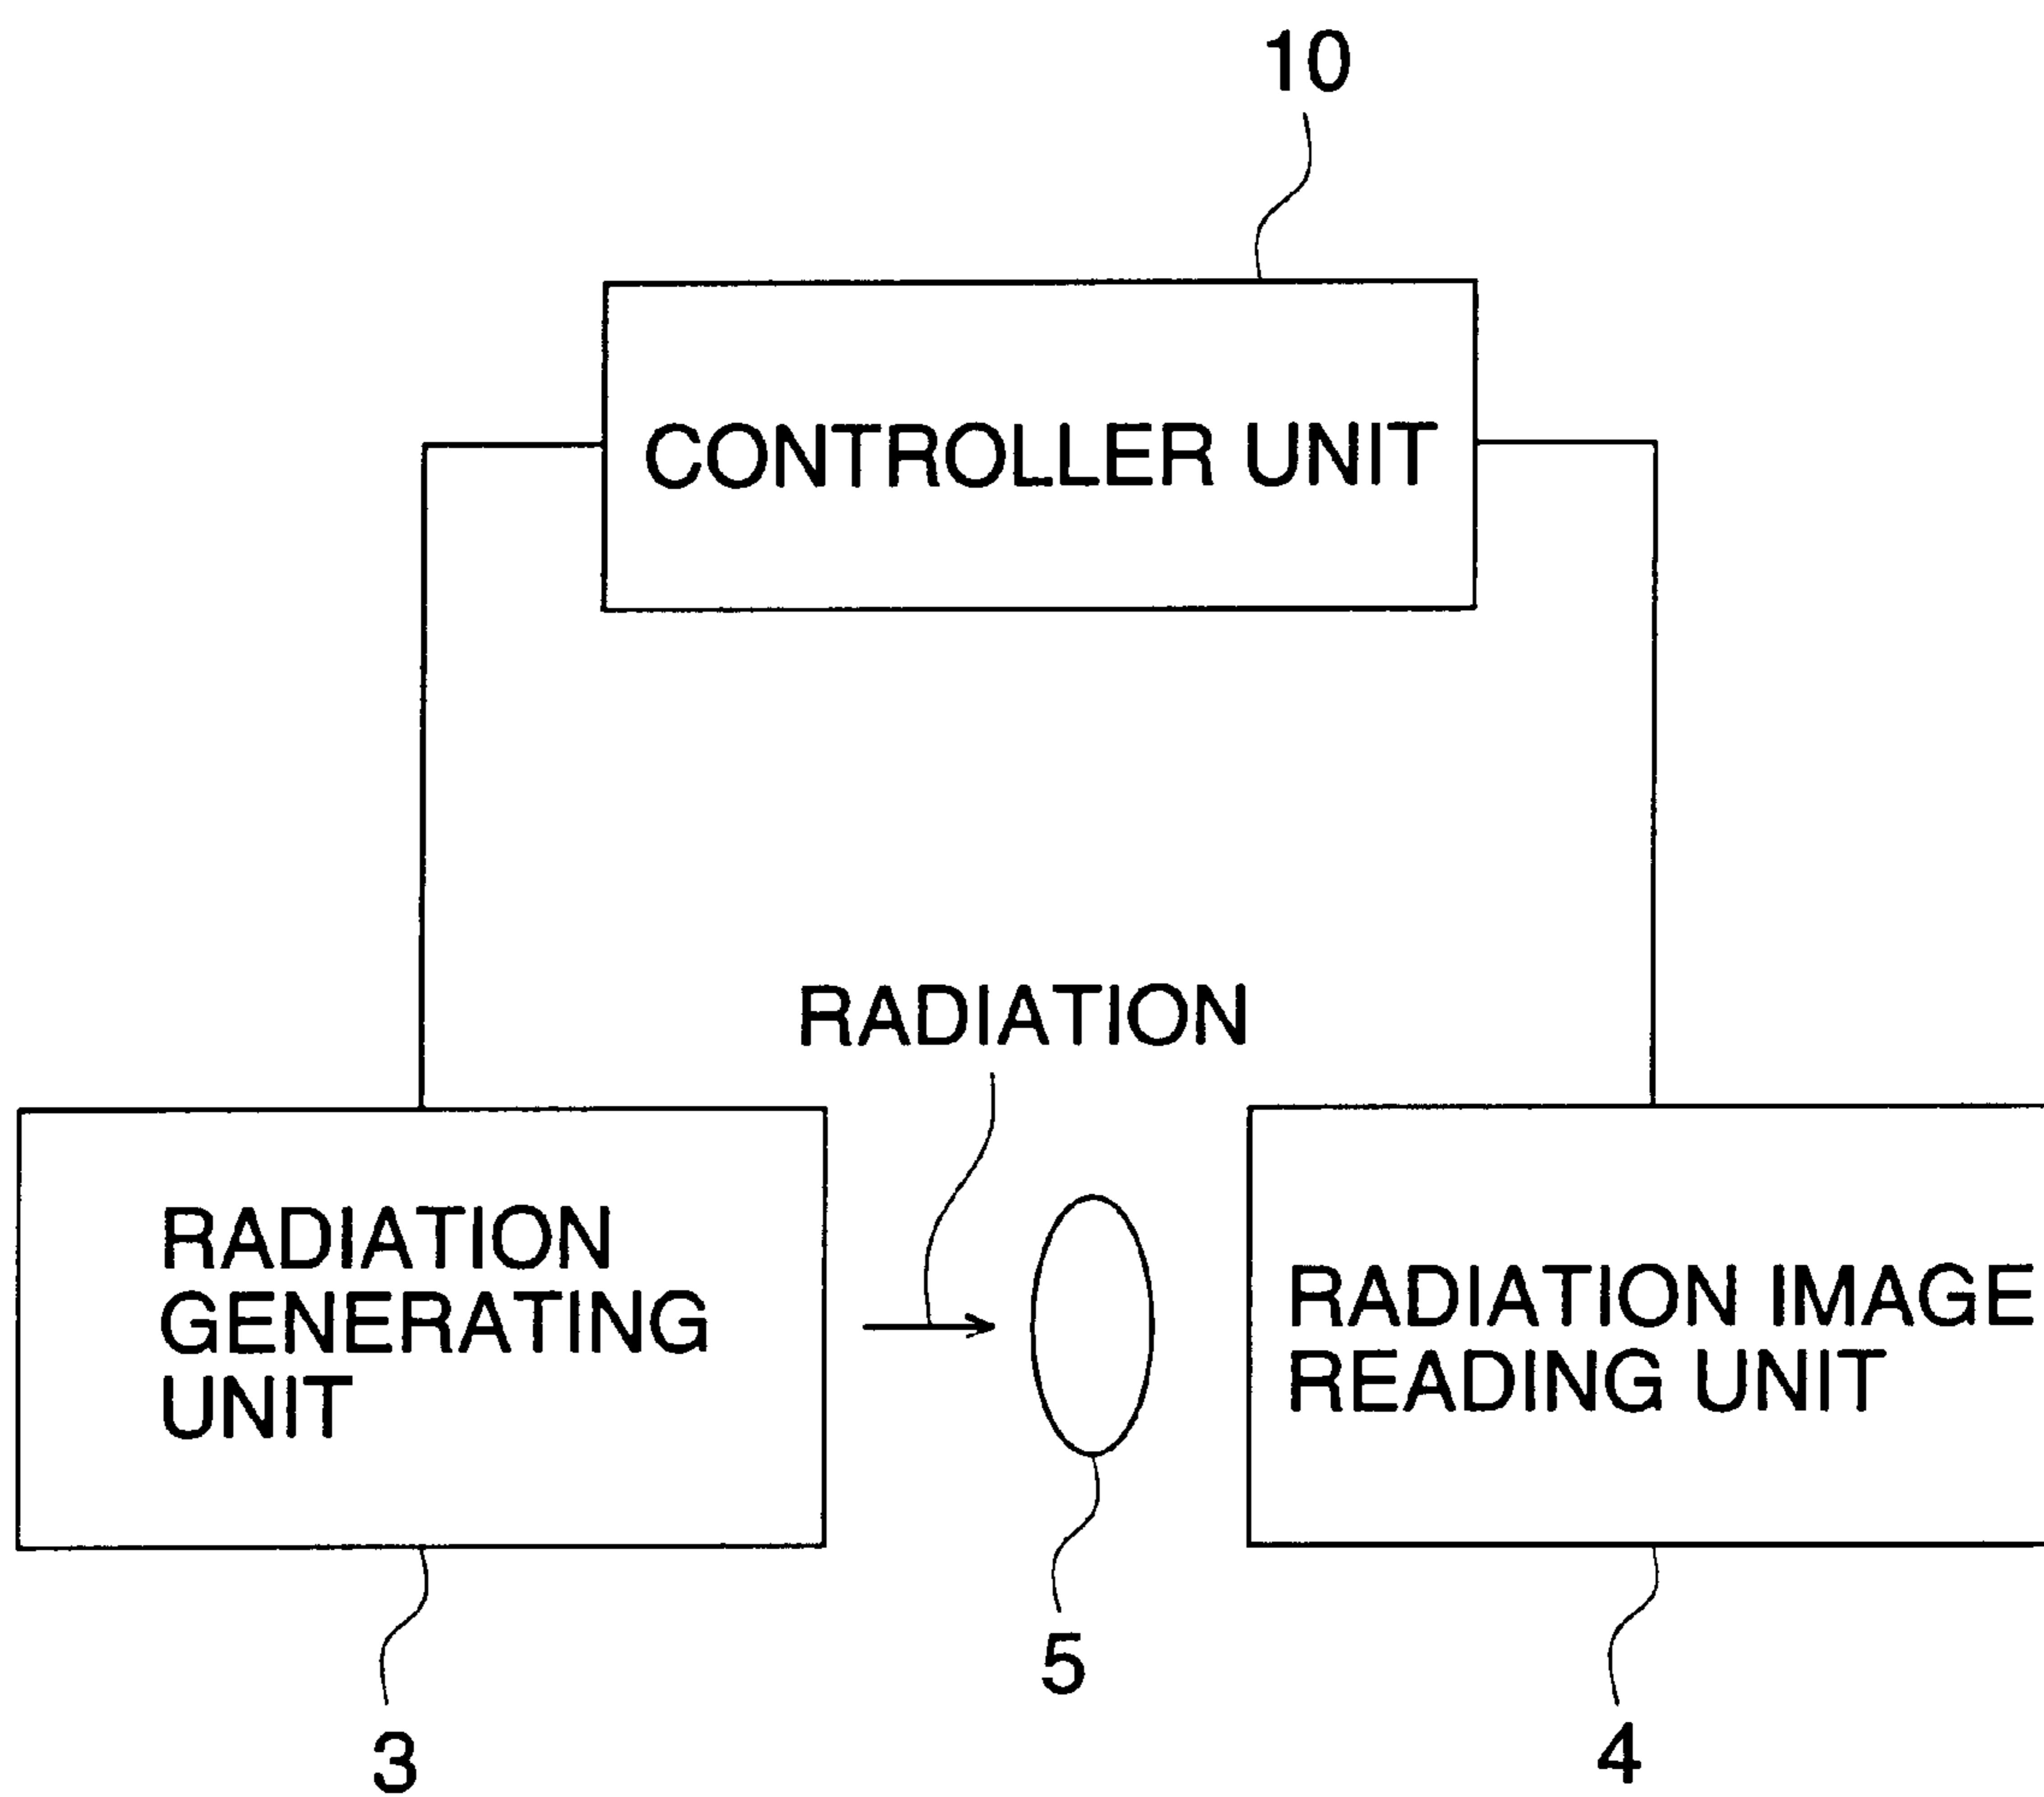 10
CONTROLLER UNIT
RADIATION
RADIATION
GENERATING
UNIT
RADIATION IMAGE
READING UNIT
5
3
4